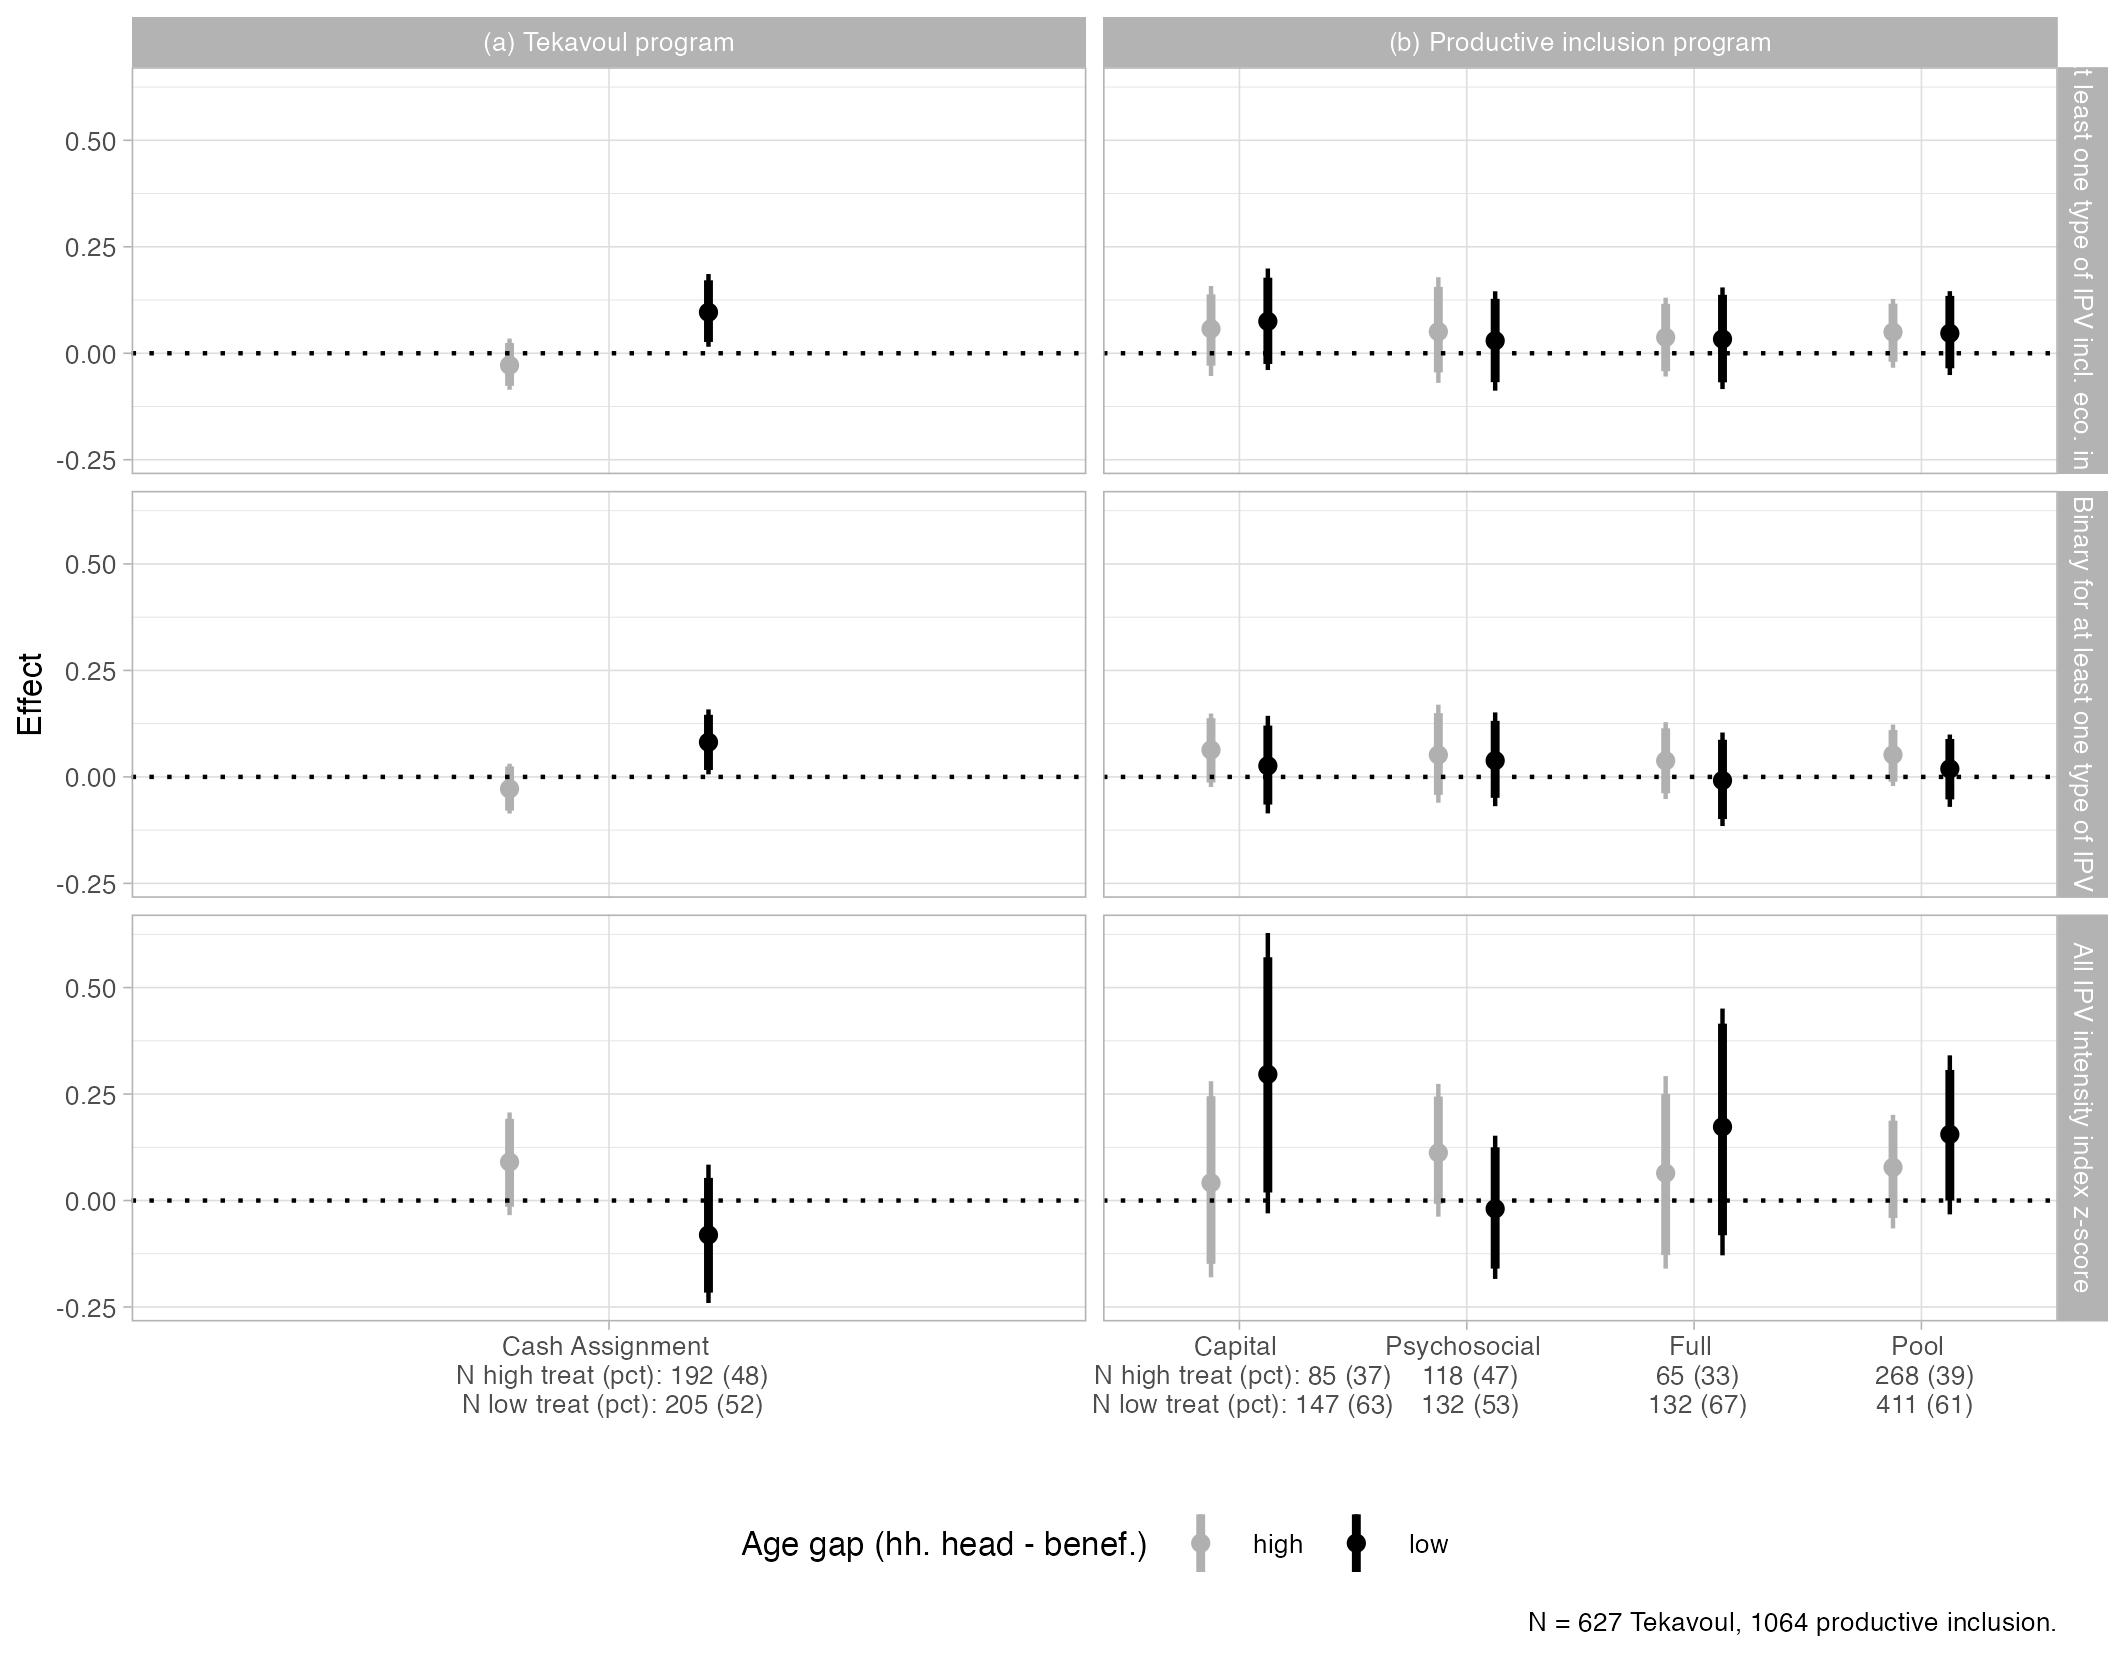 (a) Tekavoul program
(b) Productive inclusion program
0.50
0.25
0.00
-0.25
least one type of IPV incl. eco. in
0.50
0.25
0.00
-0.25
Binary for at least one type of IPV
0.50
0.25
0.00
-0.25
All IPV intensity index z-score
Effect
Cash Assignment
N high treat (pct): 192 (48)
N low treat (pct): 205 (52)
Capital
N high treat (pct): 85 (37)
N low treat (pct): 147 (63)
Psychosocial
118 (47)
132 (53)
Full
65 (33)
132 (67)
Pool
268 (39)
411 (61)
Age gap (hh. head - benef.)
high
low
N = 627 Tekavoul, 1064 productive inclusion.